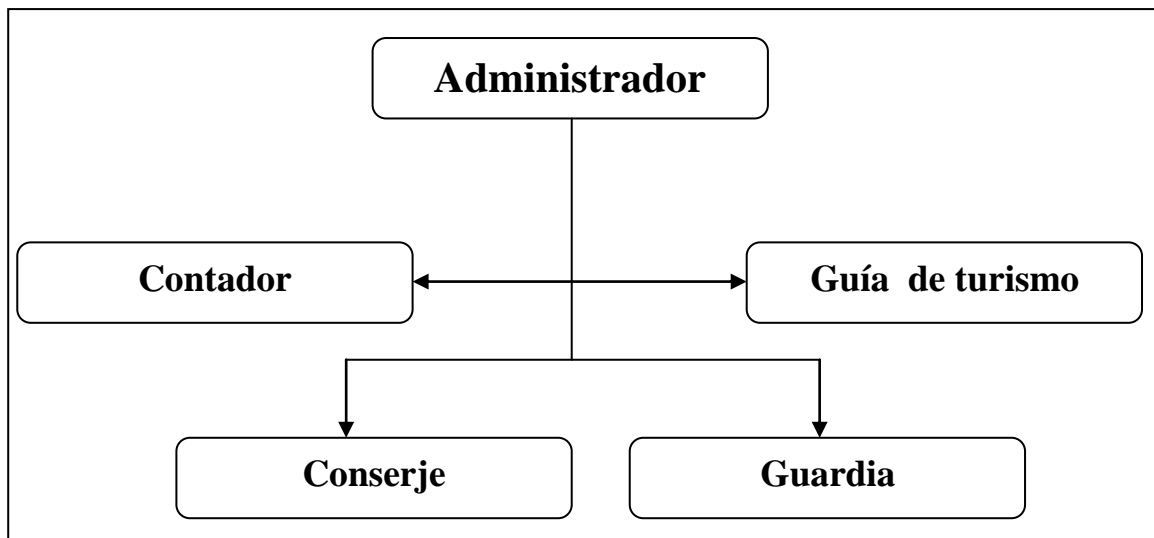 Administrador
Contador
Guía de turismo
Conserje
Guardia